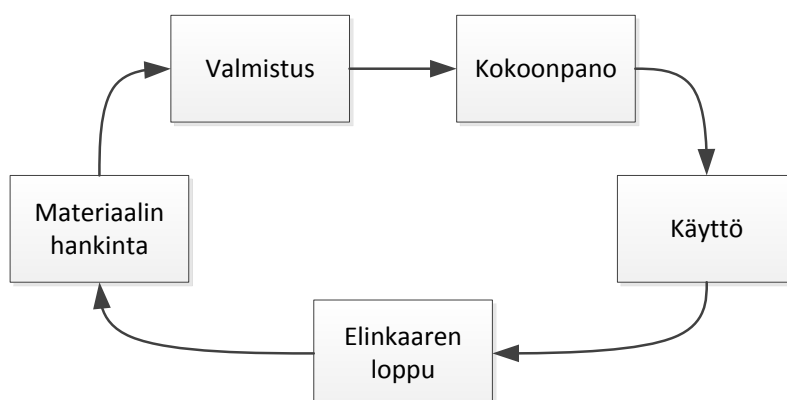 Valmistus
Kokoonpano
Materiaalin
hankinta
Käyttö
Elinkaaren
loppu